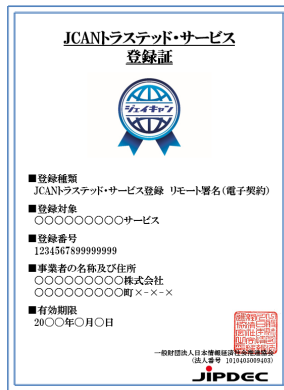 JCANトラステッド・サービス
登録証
ジェイキャン
■登録種類
JCANトラステッド・サービス登録 リモート署名(電子契約)
■登録対象
○○○○○○○○○サービス
■登録番号
1234567899999999
■事業者の名称及び住所
○○○○○○○○○株式会社
○○○○○○○○○町×-×-×
■有効期限
20○○年○月○日
一般財団法人日本情報経済社会推進協会
(法人番号 1010405009403)
JIPDEC